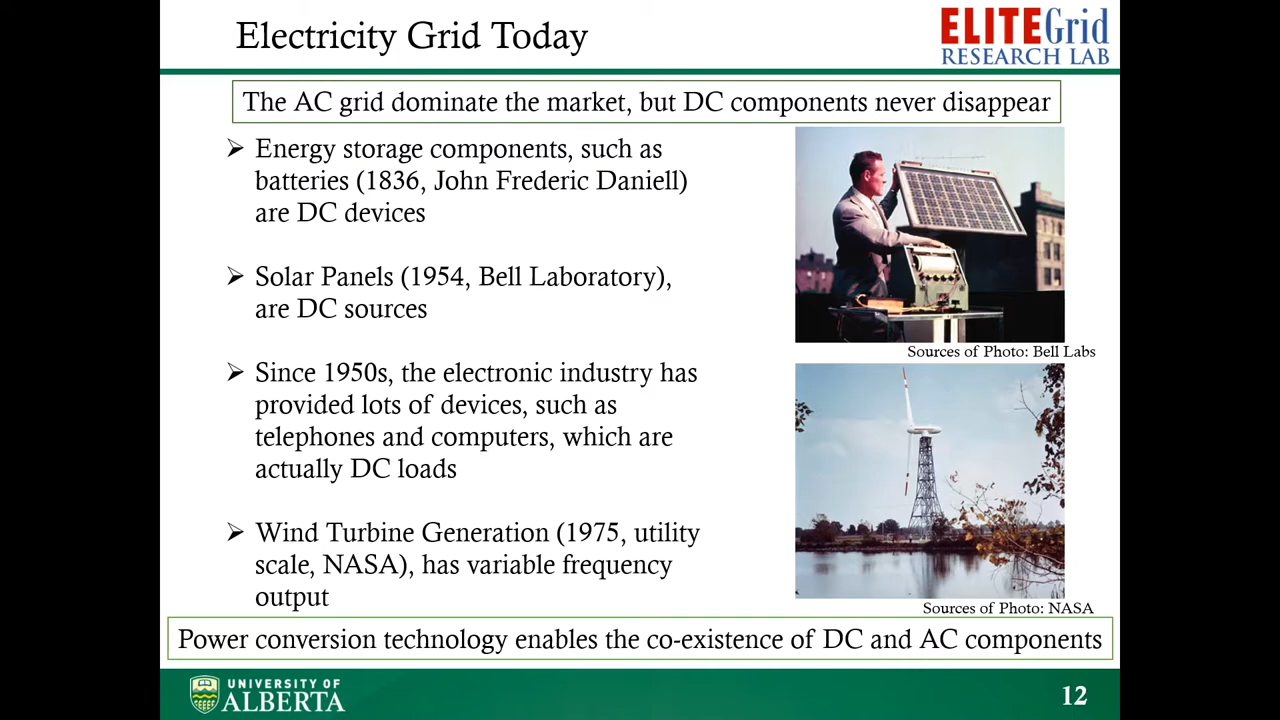 Electricity Grid Today
ELITEGrid
RESEARCH LAB
The AC grid dominate the market, but DC components never disappear
➢ Energy storage components, such as
batteries (1836, John Frederic Daniell)
are DC devices
➢ Solar Panels (1954, Bell Laboratory),
are DC sources
➢ Since 1950s, the electronic industry has
provided lots of devices, such as
telephones and computers, which are
actually DC loads
➢ Wind Turbine Generation (1975, utility
scale, NASA), has variable frequency
output
Sources of Photo: Bell Labs
Sources of Photo: NASA
Power conversion technology enables the co-existence of DC and AC components
UNIVERSITY OF
ALBERTA
12